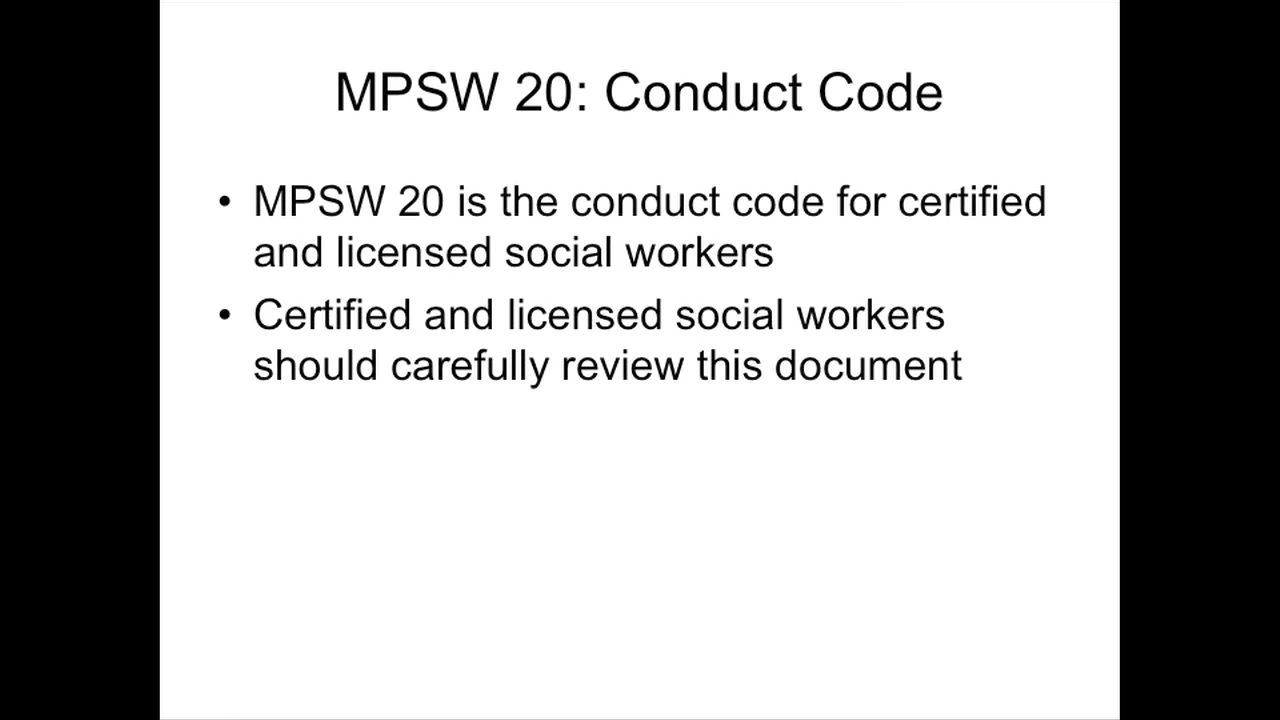 MPSW 20: Conduct Code
• MPSW 20 is the conduct code for certified
and licensed social workers
• Certified and licensed social workers
should carefully review this document